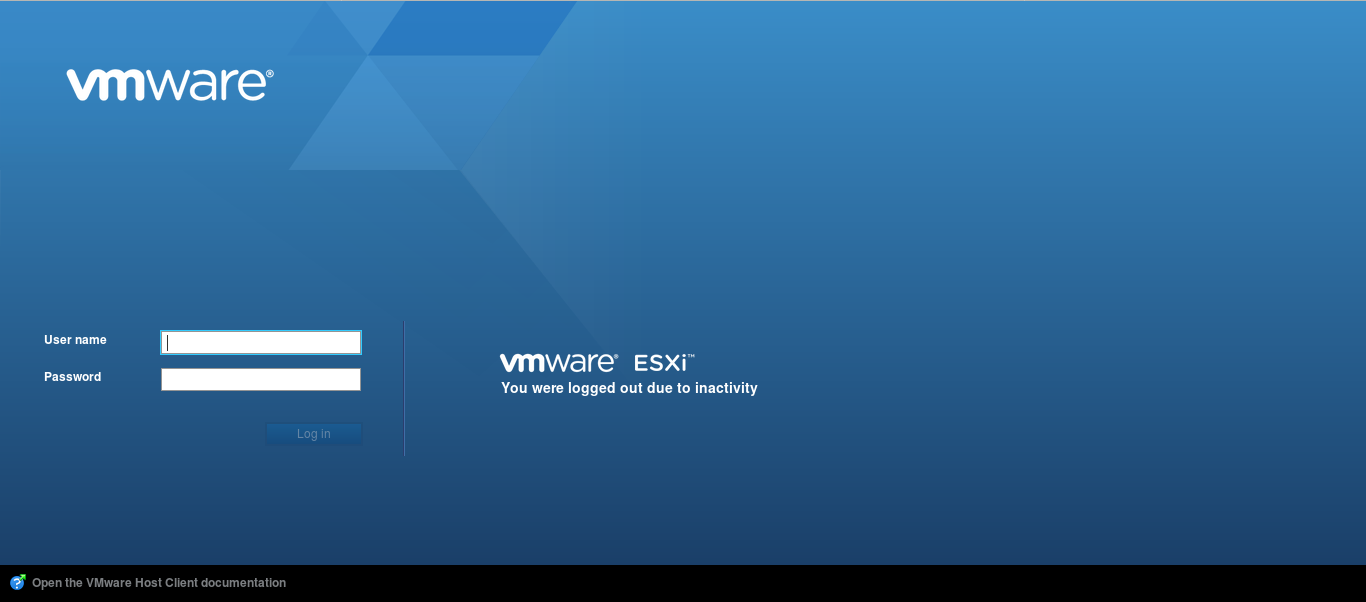 vmware®
User name
Password
Log in
vmware® ESXi™
You were logged out due to inactivity
Open the VMware Host Client documentation